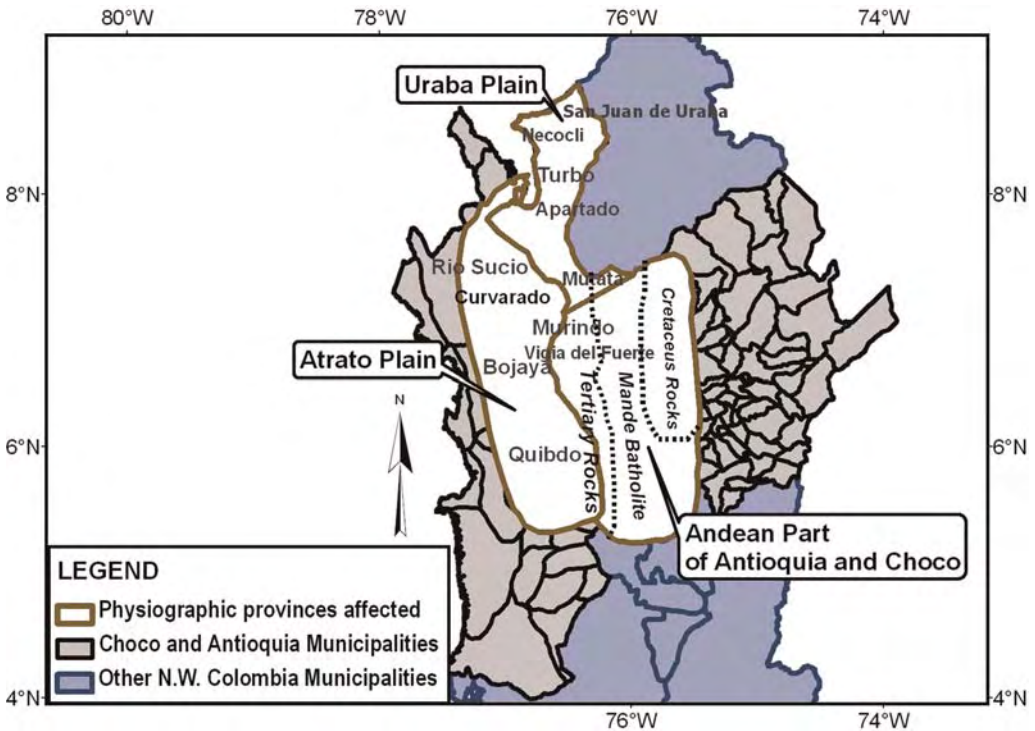 80°W 78°W 76°W 74°W
Uraba Plain
San Juan de Uraba
Necocli
8°N 8°N
Turbo
Apartado
Rio Sucio
Mutata
Curvarado
Cretaceus Rocks
Murindo
Atrato Plain
Vigia del Fuerte
Bojaya
Tertiary Rocks
Mande Batholite
N
6°N 6°N
Quibdo
Andean Part
of Antioquia and Choco
LEGEND
Physiographic provinces affected
Choco and Antioquia Municipalities
Other N.W. Colombia Municipalities
4°N 4°N
76°W 74°W